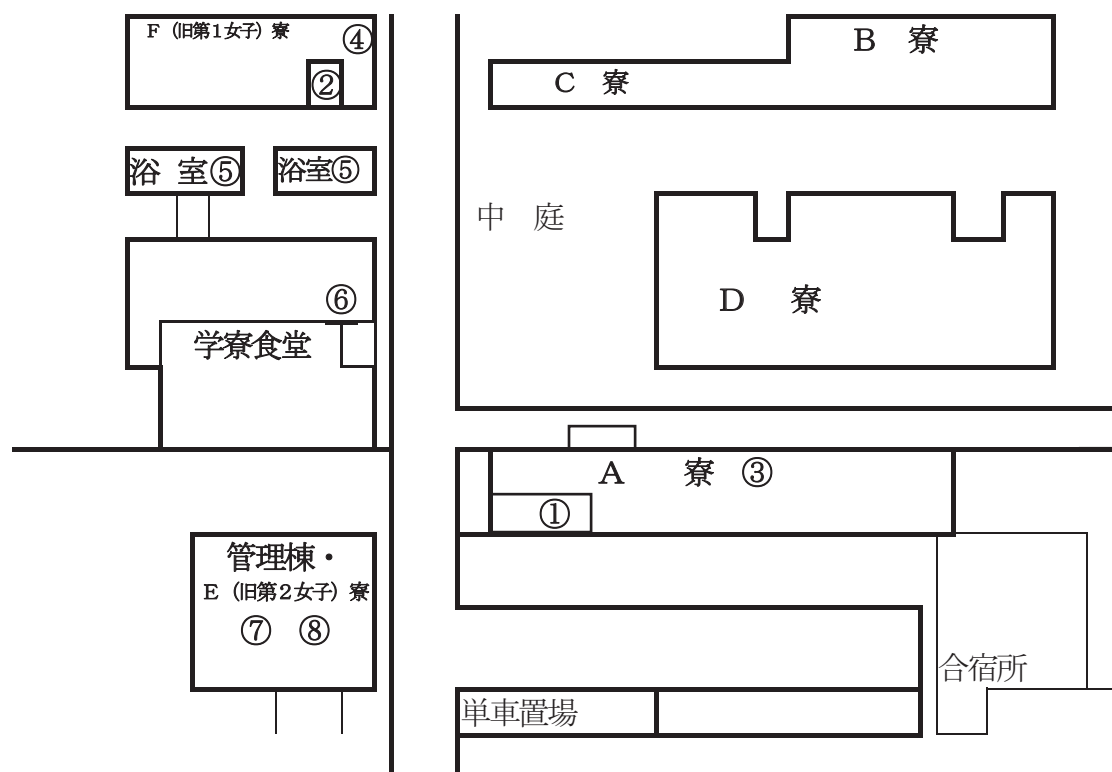 F（旧第1女子）寮
④
②
B 寮
C 寮
浴 室⑤
浴室⑤
中 庭
D 寮
⑥
学寮食堂
A 寮 ③
①
管理棟・
E（旧第2女子）寮
⑦ ⑧
合宿所
単車置場